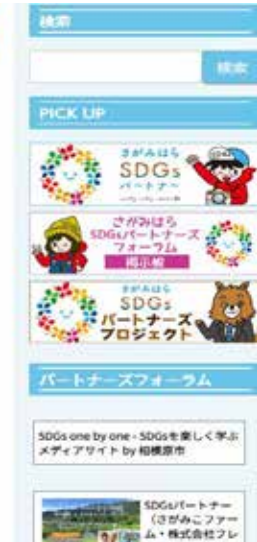 検索
検索
PICK UP
さがみはら
SDGs
パートナー
さがみはら
SDGsパートナーズ
フォーラム
掲示板
さがみはら
SDGs
パートナーズ
プロジェクト
パートナーズフォーラム
SDGs one by one - SDGsを楽しく学ぶ
メディアサイト by 相模原市
SDGsパートナー
（さがみこファー
ム・株式会社フレ